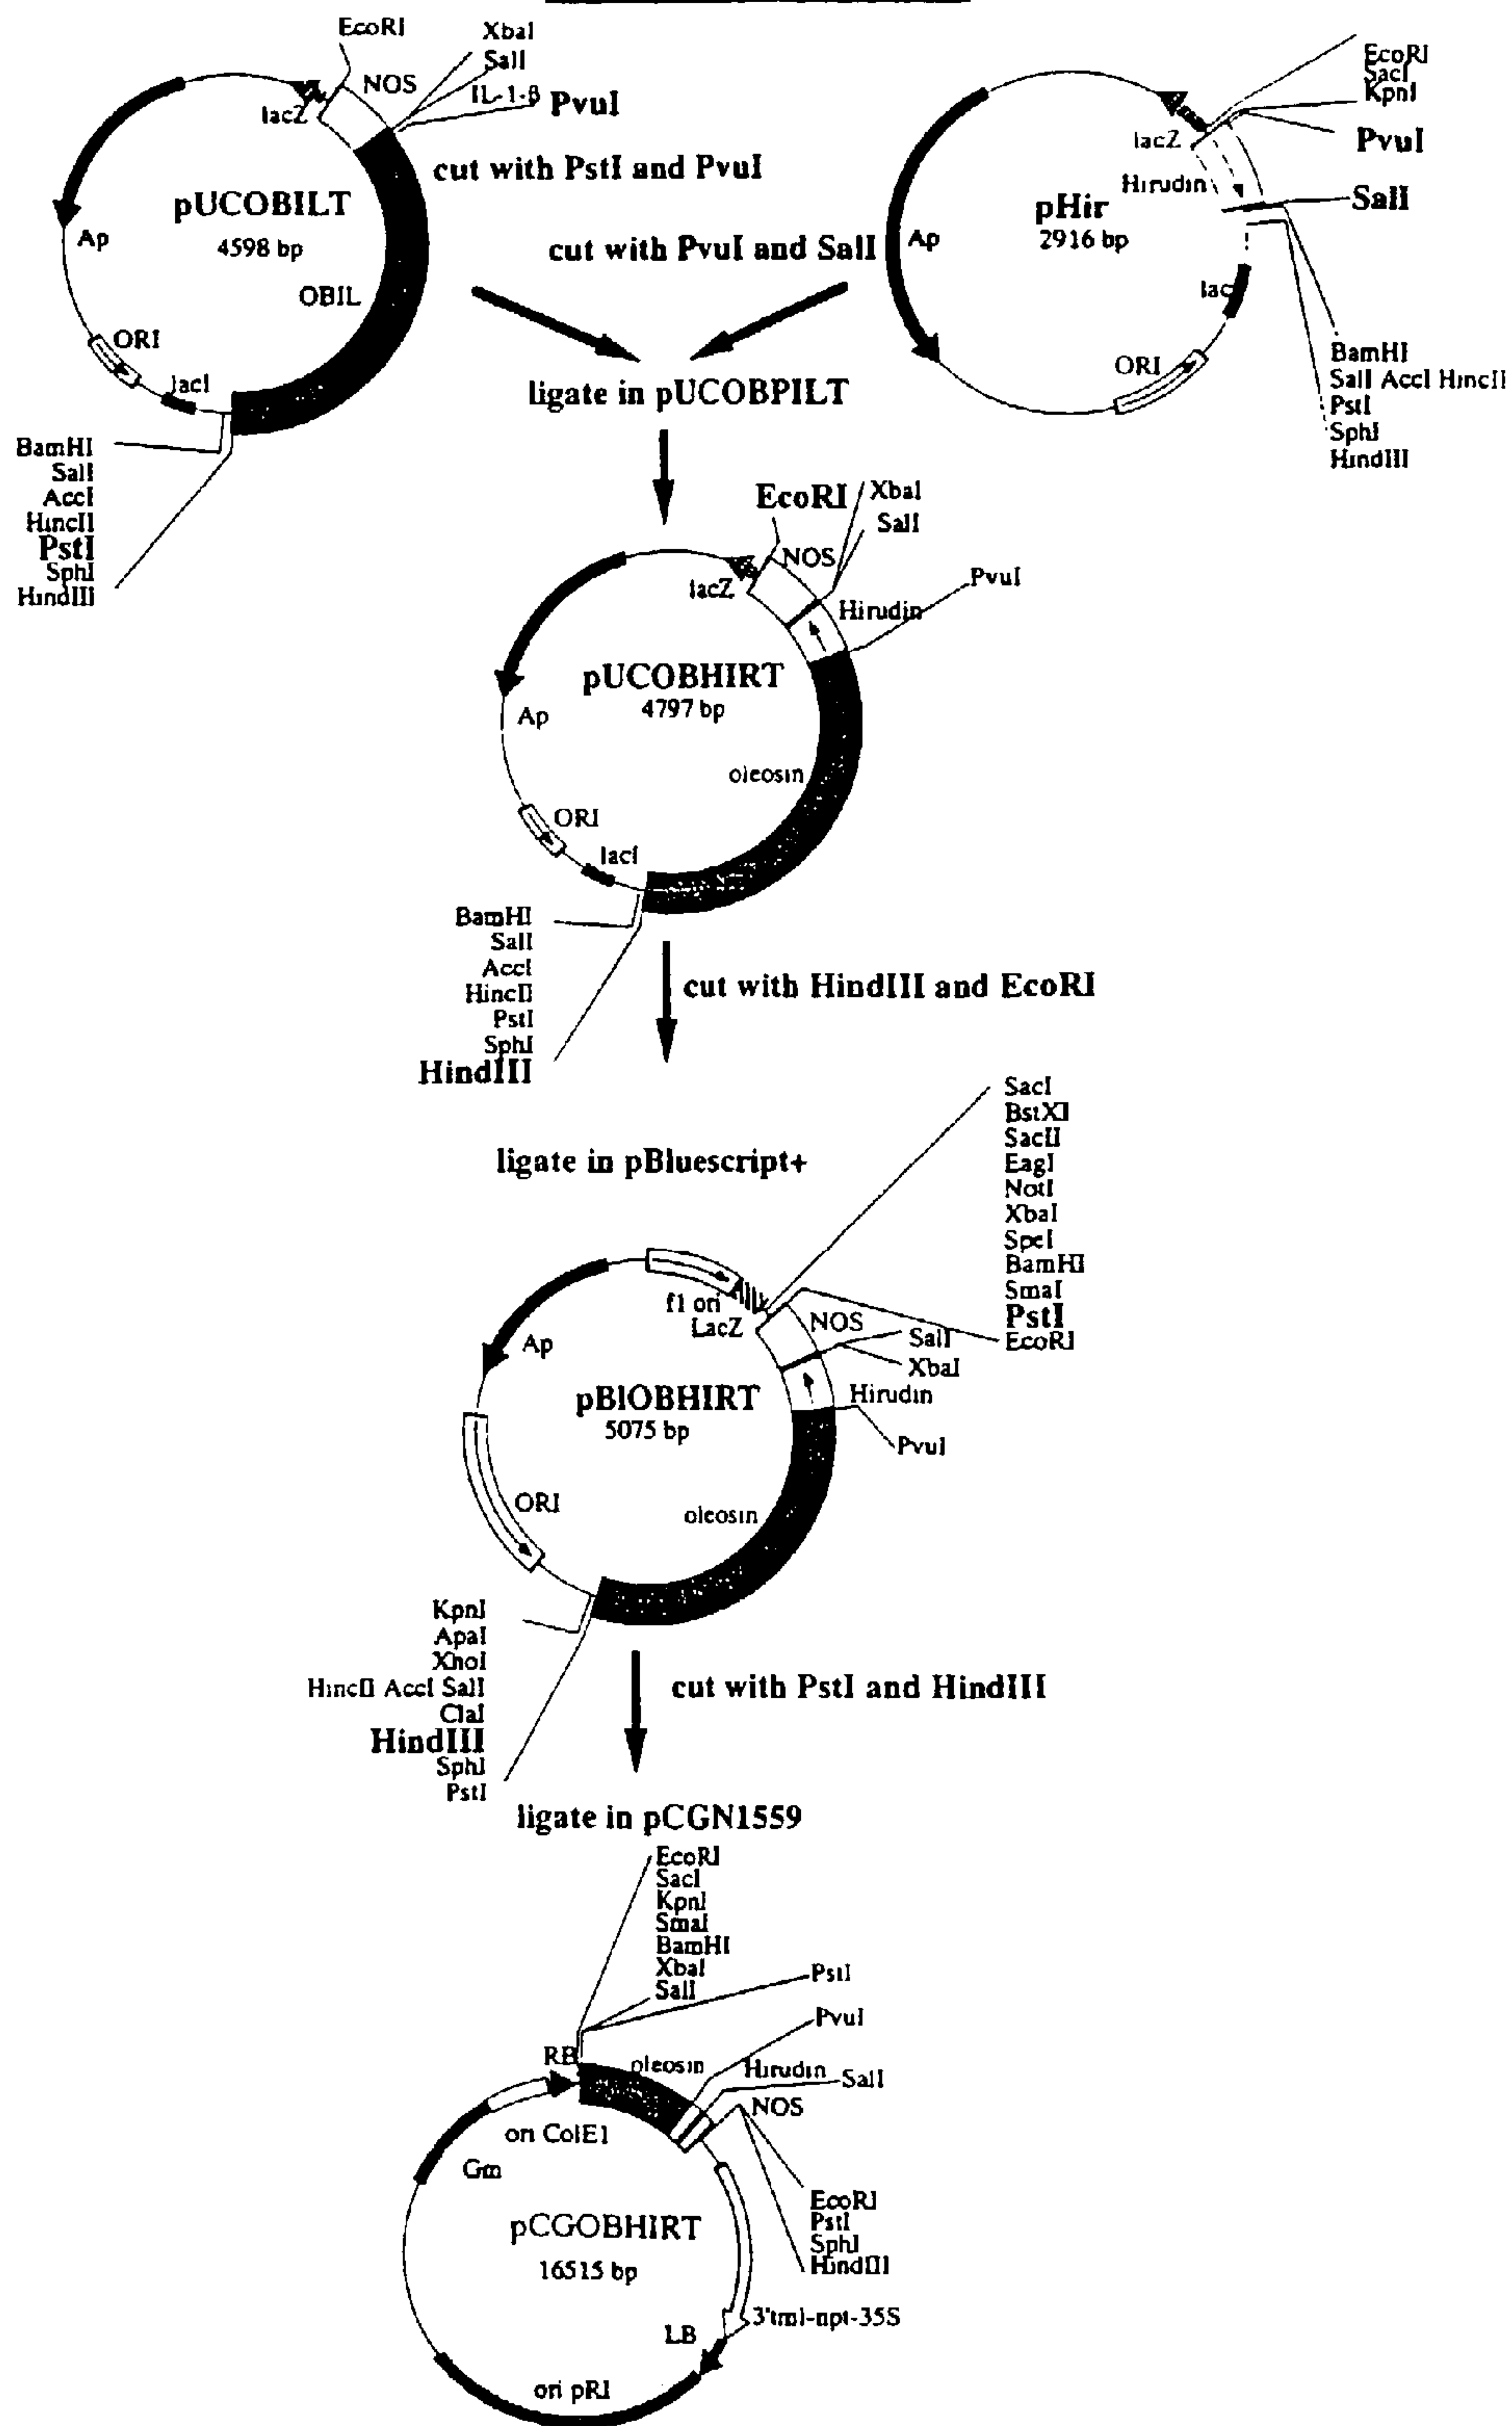 EcoRI
XbaI
SalI
NOS
IL-1-β
PvuI
lacZ
cut with PstI and PvuI
pUCOBILT
4598 bp
Ap
OBIL
ORI
lacI
BamHI
SalI
AccI
HincII
PstI
SphI
HindIII
EcoRI
SacI
KpnI
lacZ
PvuI
Hirudin
SalI
pHir
2916 bp
Ap
cut with PvuI and SalI
lac
ORI
BamHI
SalI AccI HincII
PstI
SphI
HindIII
ligate in pUCOBPILT
EcoRI
XbaI
SalI
NOS
lacZ
Hirudin
PvuI
pUCOBHIRT
4797 bp
Ap
oleosin
ORI
lacI
BamHI
SalI
AccI
HincII
PstI
SphI
HindIII
cut with HindIII and EcoRI
ligate in pBluescript+
SacI
BstXI
SacII
EagI
NotI
XbaI
SpeI
BamHI
SmaI
PstI
EcoRI
f1 ori
LacZ
NOS
SalI
XbaI
Ap
Hirudin
pBIOBHIRT
5075 bp
PvuI
ORI
oleosin
KpnI
ApaI
XhoI
HincII AccI SalI
ClaI
HindIII
SphI
PstI
cut with PstI and HindIII
ligate in pCGN1559
EcoRI
SacI
KpnI
SmaI
BamHI
XbaI
SalI
PstI
PvuI
RB
oleosin
Hirudin
SalI
NOS
ori ColE1
Gm
EcoRI
PstI
SphI
HindIII
pCGOBHIRT
16515 bp
3'tml-npt-35S
LB
ori pRI